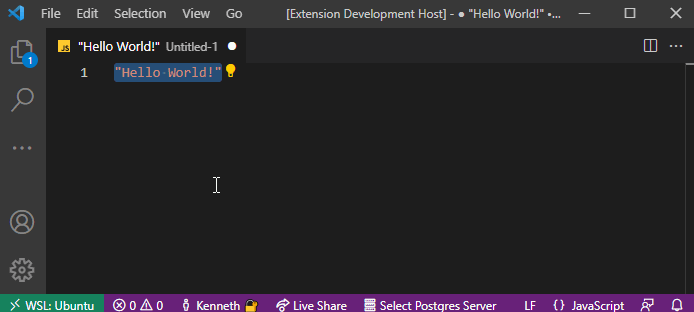 File Edit Selection View Go [Extension Development Host] - ● "Hello World!" •...
JS "Hello World!" Untitled-1 ●
1
1 "Hello World!"
WSL: Ubuntu 0 0 Kenneth Live Share Select Postgres Server LF { } JavaScript